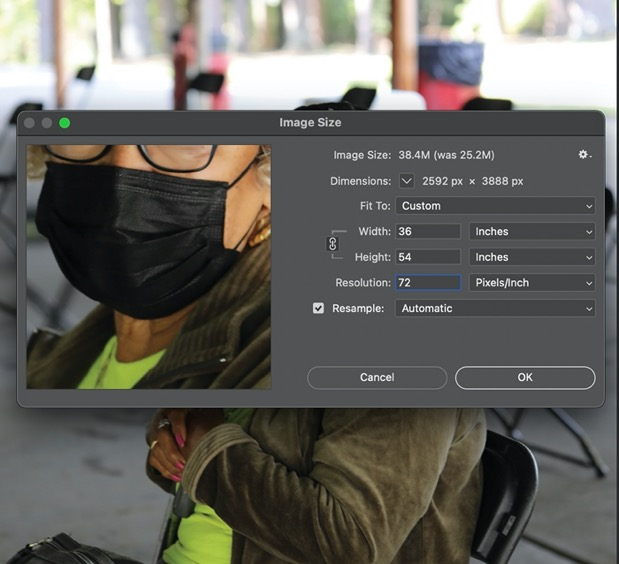 Image Size
Image Size: 38.4M (was 25.2M)
Dimensions: 2592 px × 3888 px
Fit To: Custom
Width: 36 Inches
Height: 54 Inches
Resolution: 72 Pixels/Inch
Resample: Automatic
Cancel OK